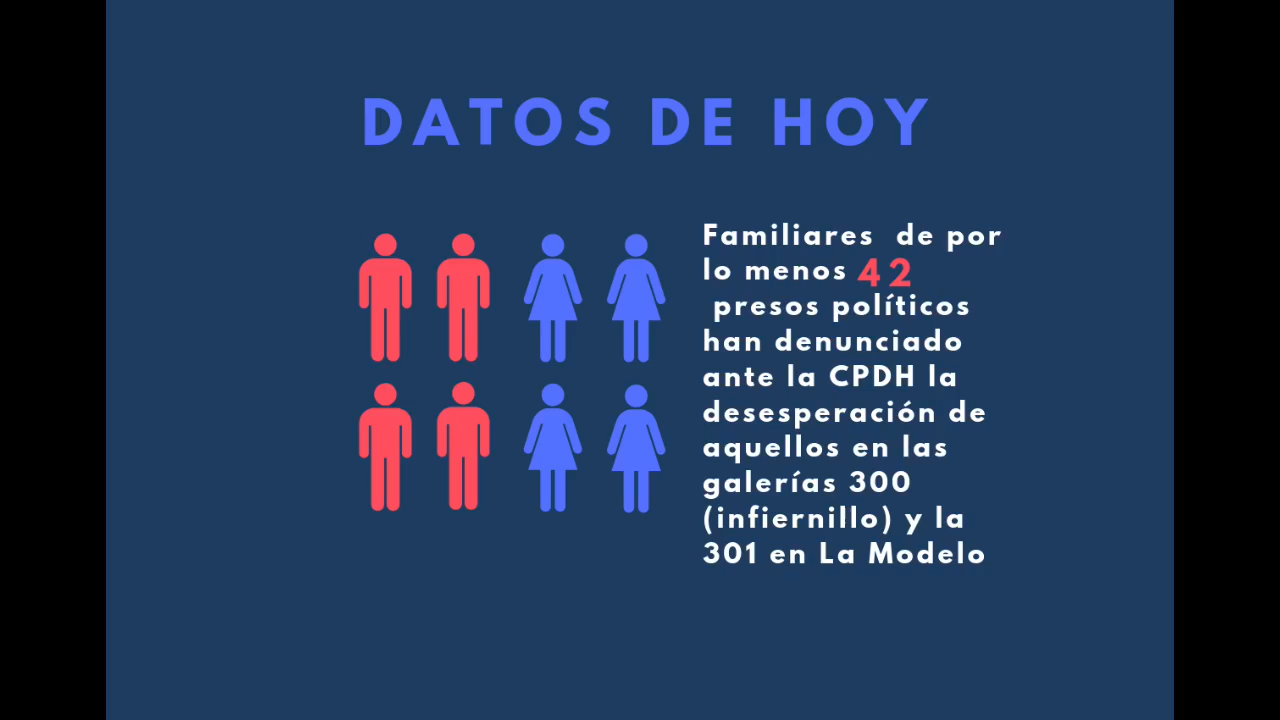 DATOS DE HOY
Familiares de por
lo menos 42
presos políticos
han denunciado
ante la CPDH la
desesperación de
aquellos en las
galerías 300
(infiernillo) y la
301 en La Modelo